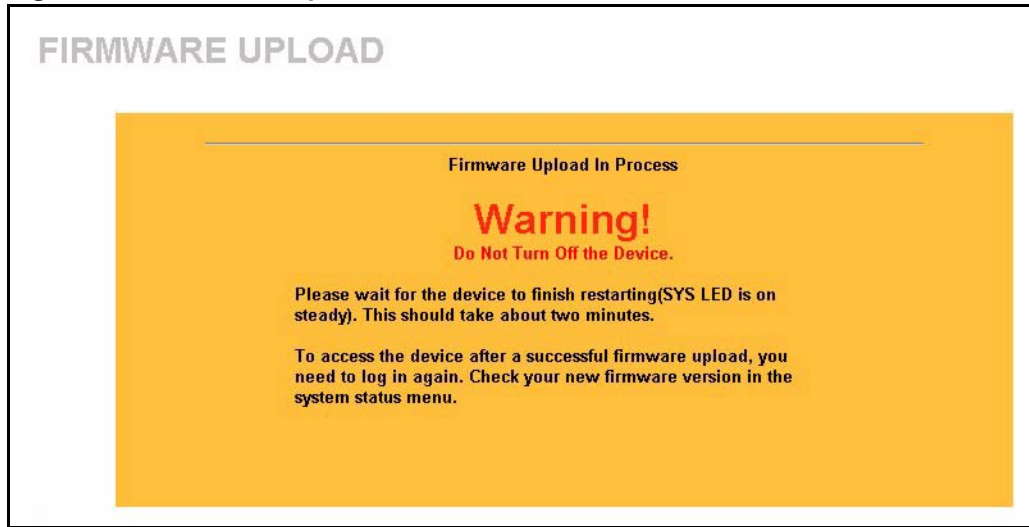 FIRMWARE UPLOAD
Firmware Upload In Process
Warning!
Do Not Turn Off the Device.
Please wait for the device to finish restarting(SYS LED is on
steady). This should take about two minutes.
To access the device after a successful firmware upload, you
need to log in again. Check your new firmware version in the
system status menu.